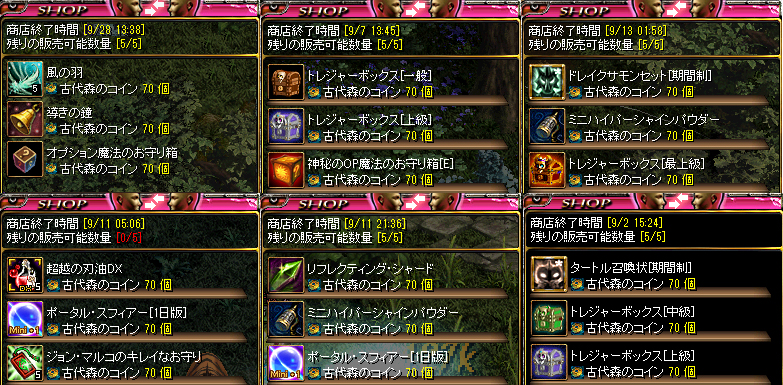 SHOP
商店終了時間 [9/28 13:38]
残りの販売可能数量 [5/5]
風の羽
5
古代森のコイン 70 個
導きの鐘
古代森のコイン 70 個
オプション魔法のお守り箱
古代森のコイン 70 個
SHOP
商店終了時間 [9/7 13:45]
残りの販売可能数量 [5/5]
トレジャーボックス[一般]
古代森のコイン 70 個
トレジャーボックス[上級]
古代森のコイン 70 個
神秘のOP魔法のお守り箱[E]
古代森のコイン 70 個
SHOP
商店終了時間 [9/13 01:58]
残りの販売可能数量 [5/5]
ドレイクサモンセット[期間制]
古代森のコイン 70 個
ミニハイパーシャインパウダー
古代森のコイン 70 個
トレジャーボックス[最上級]
古代森のコイン 70 個
SHOP
商店終了時間 [9/11 05:06]
残りの販売可能数量 [0/5]
超越の刃油DX
DX 5
古代森のコイン 70 個
ポータル・スフィアー[1日版]
Mini +1
古代森のコイン 70 個
ジョン・マルコのキレイなお守り
5
古代森のコイン 70 個
SHOP
商店終了時間 [9/11 21:36]
残りの販売可能数量 [5/5]
リフレクティング・シャード
古代森のコイン 70 個
ミニハイパーシャインパウダー
古代森のコイン 70 個
ポータル・スフィアー[1日版]
Mini +1
古代森のコイン 70 個
SHOP
商店終了時間 [9/2 15:24]
残りの販売可能数量 [5/5]
タートル召喚状[期間制]
古代森のコイン 70 個
トレジャーボックス[中級]
古代森のコイン 70 個
トレジャーボックス[上級]
古代森のコイン 70 個